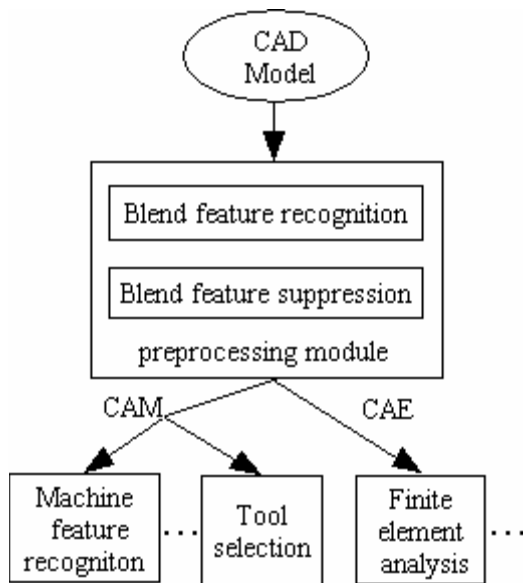 CAD
Model
Blend feature recognition
Blend feature suppression
preprocessing module
CAM
CAE
Machine
feature
recogniton
...
Tool
selection
Finite
element
analysis
...